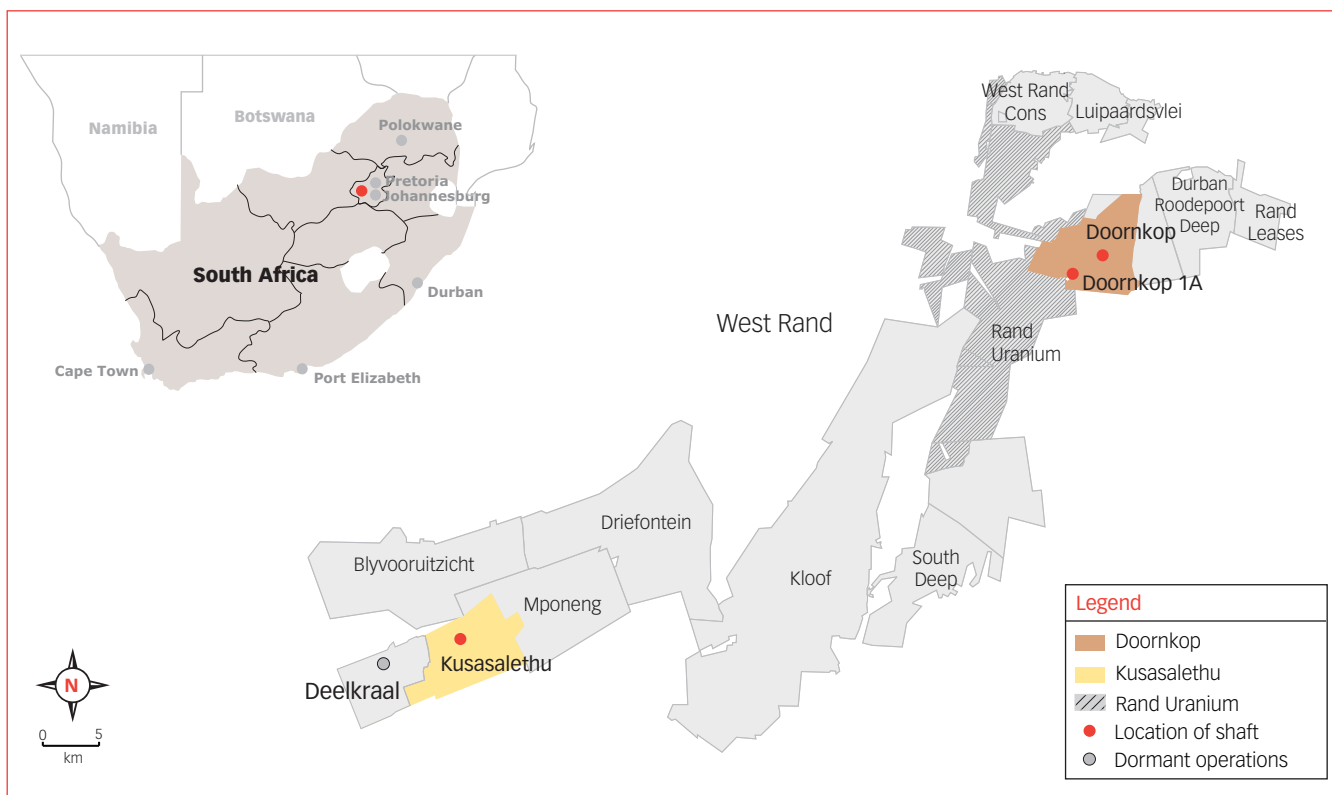 Namibia
Botswana
Polokwane
Pretoria
Johannesburg
South Africa
Durban
Cape Town
Port Elizabeth
West Rand
Cons
Luipaardsvlei
Durban
Roodepoort
Deep
Rand
Leases
Doornkop
Doornkop 1A
West Rand
Rand
Uranium
Driefontein
Blyvooruitzicht
Kloof
South
Deep
Mponeng
Kusasalethu
Deelkraal
N
0 5
km
Legend
Doornkop
Kusasalethu
Rand Uranium
Location of shaft
Dormant operations